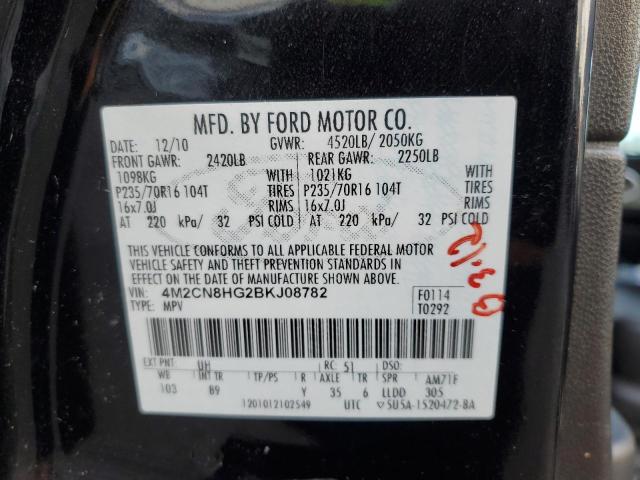 MFD. BY FORD MOTOR CO.
DATE: 12/10 GVWR: 4520LB/ 2050KG
FRONT GAWR: 2420LB REAR GAWR: 2250LB
1098KG WITH 1021KG WITH
P235/70R16 104T TIRES P235/70R16 104T TIRES
16x7.0J RIMS 16x7.0J RIMS
AT 220 kPa/ 32 PSI COLD AT 220 kPa/ 32 PSI COLD
THIS VEHICLE CONFORMS TO ALL APPLICABLE FEDERAL MOTOR
VEHICLE SAFETY AND THEFT PREVENTION STANDARDS IN
EFFECT ON THE DATE OF MANUFACTURE SHOWN ABOVE.
VIN: 4M2CN8HG2BKJ08782 F0114
TYPE: MPV T0292
EXT PNT: UH RC: 51 DSO:
WB INT TR TP/PS R AXLE TR SPR AM71F
103 B9 Y 35 6 LLDD 305
1201012102549 UTC 5U5A-1520472-BA